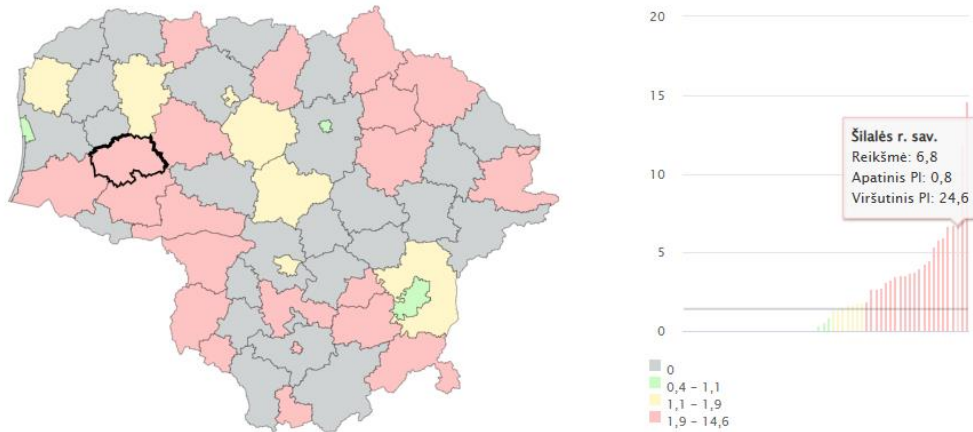 20
15
10
5
0
Šilalės r. sav.
Reikšmė: 6,8
Apatinis PI: 0,8
Viršutinis PI: 24,6
0
0,4 – 1,1
1,1 – 1,9
1,9 – 14,6